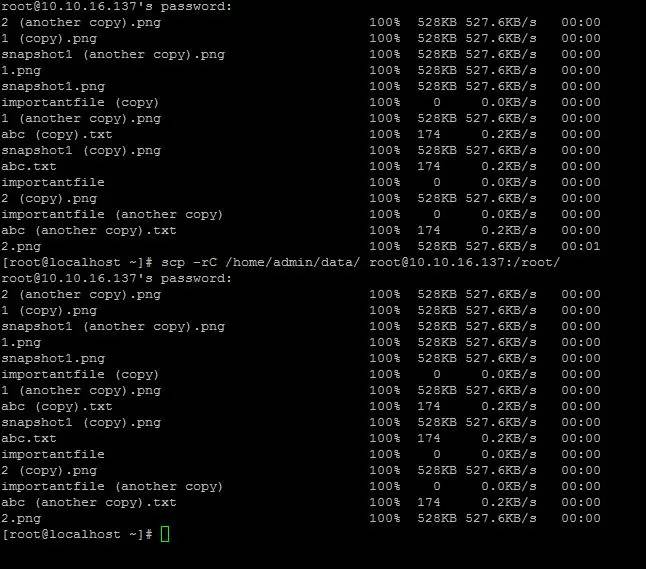 root@10.10.16.137's password:
2 (another copy).png 100% 528KB 527.6KB/s 00:00
1 (copy).png 100% 528KB 527.6KB/s 00:00
snapshot1 (another copy).png 100% 528KB 527.6KB/s 00:00
1.png 100% 528KB 527.6KB/s 00:00
snapshot1.png 100% 528KB 527.6KB/s 00:00
importantfile (copy) 100% 0 0.0KB/s 00:00
1 (another copy).png 100% 528KB 527.6KB/s 00:00
abc (copy).txt 100% 174 0.2KB/s 00:00
snapshot1 (copy).png 100% 528KB 527.6KB/s 00:00
abc.txt 100% 174 0.2KB/s 00:00
importantfile 100% 0 0.0KB/s 00:00
2 (copy).png 100% 528KB 527.6KB/s 00:00
importantfile (another copy) 100% 0 0.0KB/s 00:00
abc (another copy).txt 100% 174 0.2KB/s 00:00
2.png 100% 528KB 527.6KB/s 00:01
[root@localhost ~]# scp -rC /home/admin/data/ root@10.10.16.137:/root/
root@10.10.16.137's password:
2 (another copy).png 100% 528KB 527.6KB/s 00:00
1 (copy).png 100% 528KB 527.6KB/s 00:00
snapshot1 (another copy).png 100% 528KB 527.6KB/s 00:00
1.png 100% 528KB 527.6KB/s 00:00
snapshot1.png 100% 528KB 527.6KB/s 00:00
importantfile (copy) 100% 0 0.0KB/s 00:00
1 (another copy).png 100% 528KB 527.6KB/s 00:00
abc (copy).txt 100% 174 0.2KB/s 00:00
snapshot1 (copy).png 100% 528KB 527.6KB/s 00:00
abc.txt 100% 174 0.2KB/s 00:00
importantfile 100% 0 0.0KB/s 00:00
2 (copy).png 100% 528KB 527.6KB/s 00:00
importantfile (another copy) 100% 0 0.0KB/s 00:00
abc (another copy).txt 100% 174 0.2KB/s 00:00
2.png 100% 528KB 527.6KB/s 00:00
[root@localhost ~]#